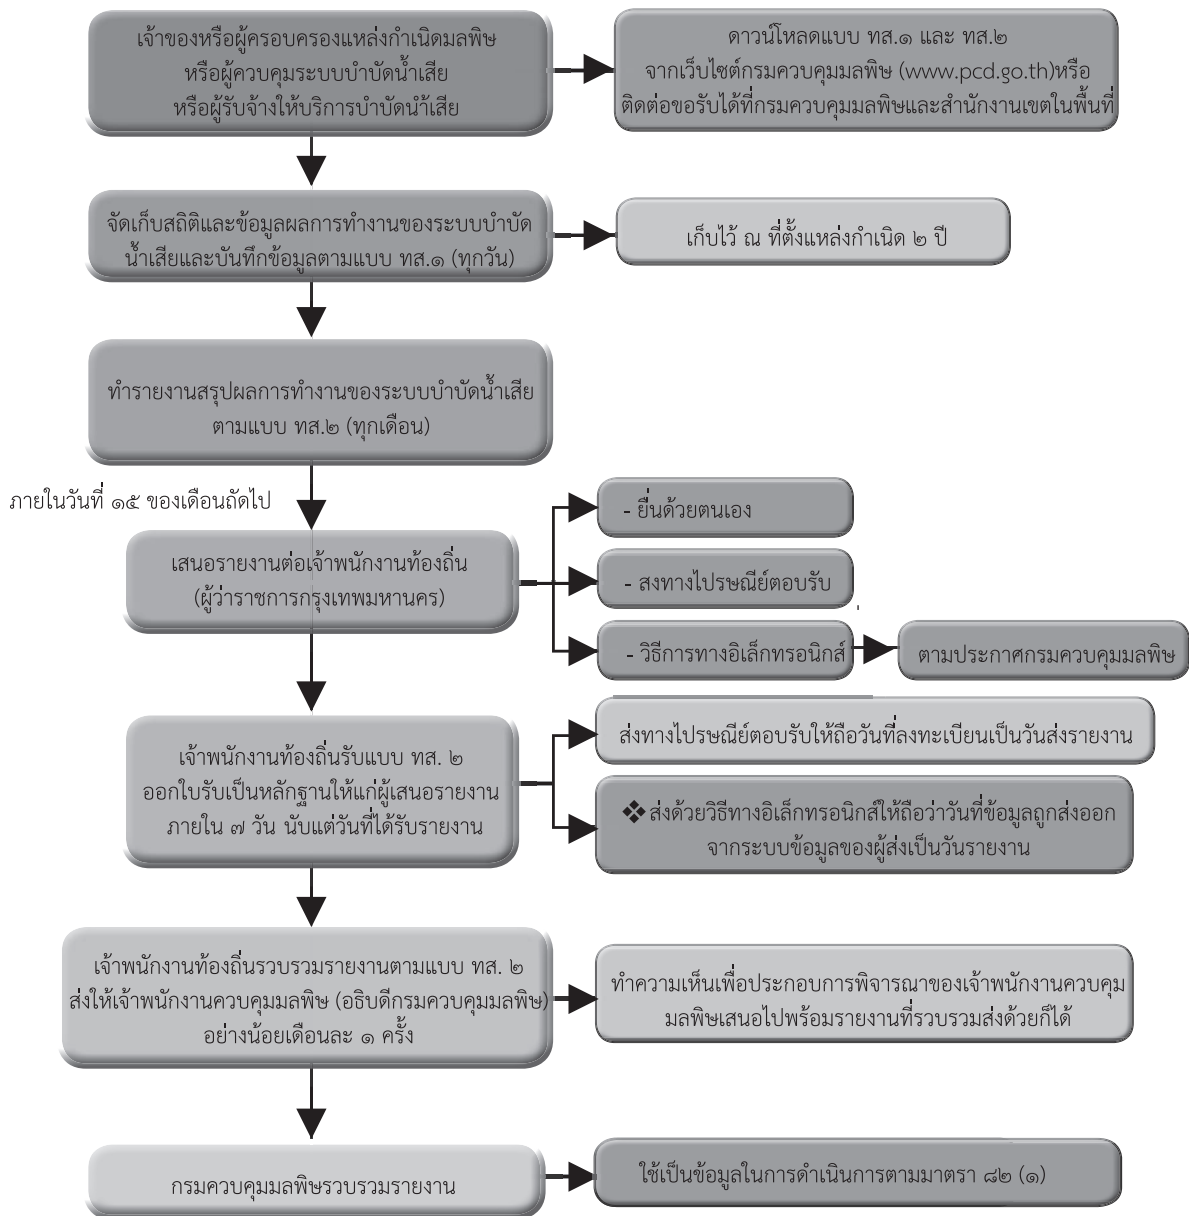 เจ้าของหรือผู้ครอบครองแหล่งกำเนิดมลพิษ
หรือผู้ควบคุมระบบบำบัดน้ำเสีย
หรือผู้รับจ้างให้บริการบำบัดน้ำเสีย
ดาวน์โหลดแบบ ทส.๑ และ ทส.๒
จากเว็บไซต์กรมควบคุมมลพิษ (www.pcd.go.th)หรือ
ติดต่อขอรับได้ที่กรมควบคุมมลพิษและสำนักงานเขตในพื้นที่
จัดเก็บสถิติและข้อมูลผลการทำงานของระบบบำบัด
น้ำเสียและบันทึกข้อมูลตามแบบ ทส.๑ (ทุกวัน)
เก็บไว้ ณ ที่ตั้งแหล่งกำเนิด ๒ ปี
ทำรายงานสรุปผลการทำงานของระบบบำบัดน้ำเสีย
ตามแบบ ทส.๒ (ทุกเดือน)
ภายในวันที่ ๑๕ ของเดือนถัดไป
เสนอรายงานต่อเจ้าพนักงานท้องถิ่น
(ผู้ว่าราชการกรุงเทพมหานคร)
- ยื่นด้วยตนเอง
- สงทางไปรษณีย์ตอบรับ
- วิธีการทางอิเล็กทรอนิกส์
ตามประกาศกรมควบคุมมลพิษ
เจ้าพนักงานท้องถิ่นรับแบบ ทส. ๒
ออกใบรับเป็นหลักฐานให้แก่ผู้เสนอรายงาน
ภายใน ๗ วัน นับแต่วันที่ได้รับรายงาน
ส่งทางไปรษณีย์ตอบรับให้ถือวันที่ลงทะเบียนเป็นวันส่งรายงาน
❖ ส่งด้วยวิธีทางอิเล็กทรอนิกส์ให้ถือว่าวันที่ข้อมูลถูกส่งออก
จากระบบข้อมูลของผู้ส่งเป็นวันรายงาน
เจ้าพนักงานท้องถิ่นรวบรวมรายงานตามแบบ ทส. ๒
ส่งให้เจ้าพนักงานควบคุมมลพิษ (อธิบดีกรมควบคุมมลพิษ)
อย่างน้อยเดือนละ ๑ ครั้ง
ทำความเห็นเพื่อประกอบการพิจารณาของเจ้าพนักงานควบคุม
มลพิษเสนอไปพร้อมรายงานที่รวบรวมส่งด้วยก็ได้
กรมควบคุมมลพิษรวบรวมรายงาน
ใช้เป็นข้อมูลในการดำเนินการตามมาตรา ๘๒ (๑)